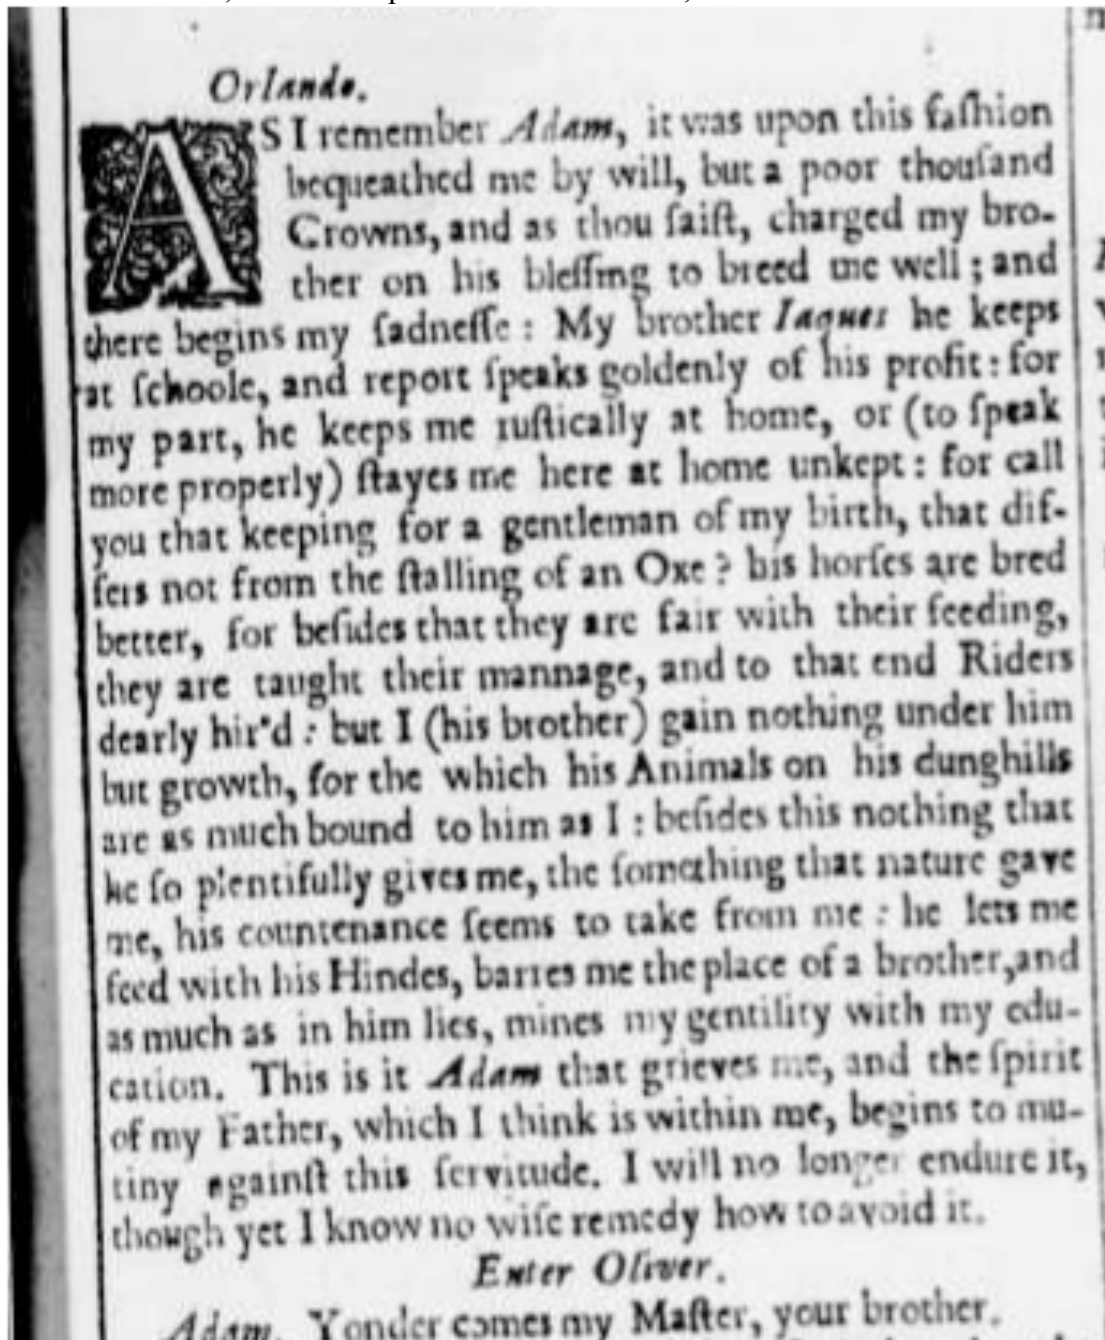 Orlando.
AS I remember Adam, it was upon this faſhion
bequeathed me by will, but a poor thouſand
Crowns, and as thou ſaiſt, charged my bro-
ther on his bleſſing to breed me well; and
there begins my ſadneſſe: My brother Iaques he keeps
at ſchoole, and report ſpeaks goldenly of his profit: for
my part, he keeps me ruſtically at home, or (to ſpeak
more properly) ſtayes me here at home unkept: for call
you that keeping for a gentleman of my birth, that dif-
fers not from the ſtalling of an Oxe? his horſes are bred
better, for beſides that they are fair with their feeding,
they are taught their mannage, and to that end Riders
dearly hir'd: but I (his brother) gain nothing under him
but growth, for the which his Animals on his dunghills
are as much bound to him as I: beſides this nothing that
he ſo plentifully gives me, the ſomething that nature gave
me, his countenance ſeems to take from me: he lets me
feed with his Hindes, barres me the place of a brother, and
as much as in him lies, mines my gentility with my edu-
cation. This is it Adam that grieves me, and the ſpirit
of my Father, which I think is within me, begins to mu-
tiny againſt this ſervitude. I will no longer endure it,
though yet I know no wiſe remedy how to avoid it.
Enter Oliver.
Adam. Yonder comes my Maſter, your brother.